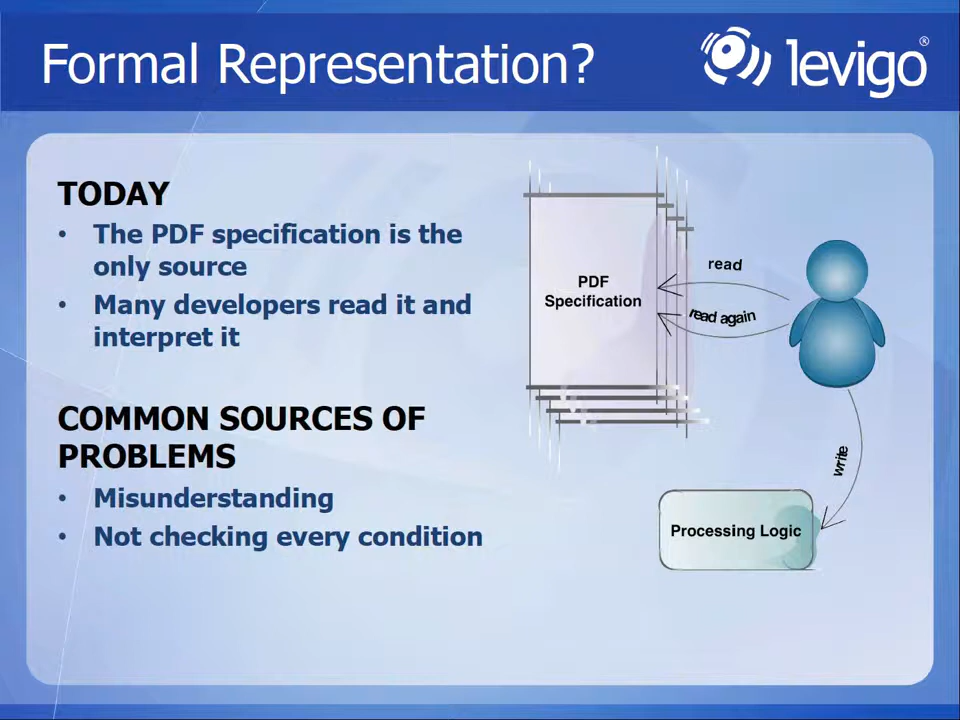 Formal Representation?
levigo®
TODAY
• The PDF specification is the
only source
• Many developers read it and
interpret it
COMMON SOURCES OF
PROBLEMS
• Misunderstanding
• Not checking every condition
PDF
Specification
read
read again
write
Processing Logic